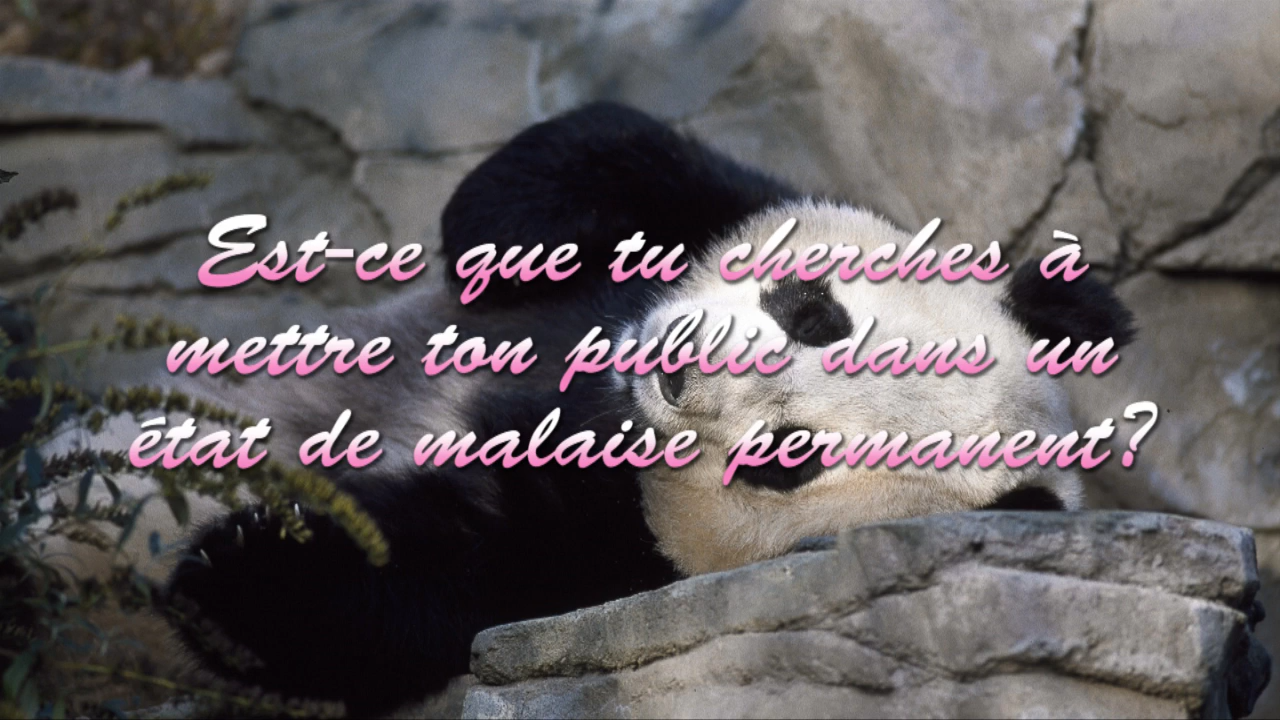 Est-ce que tu cherches à
mettre ton public dans un
état de malaise permanent?